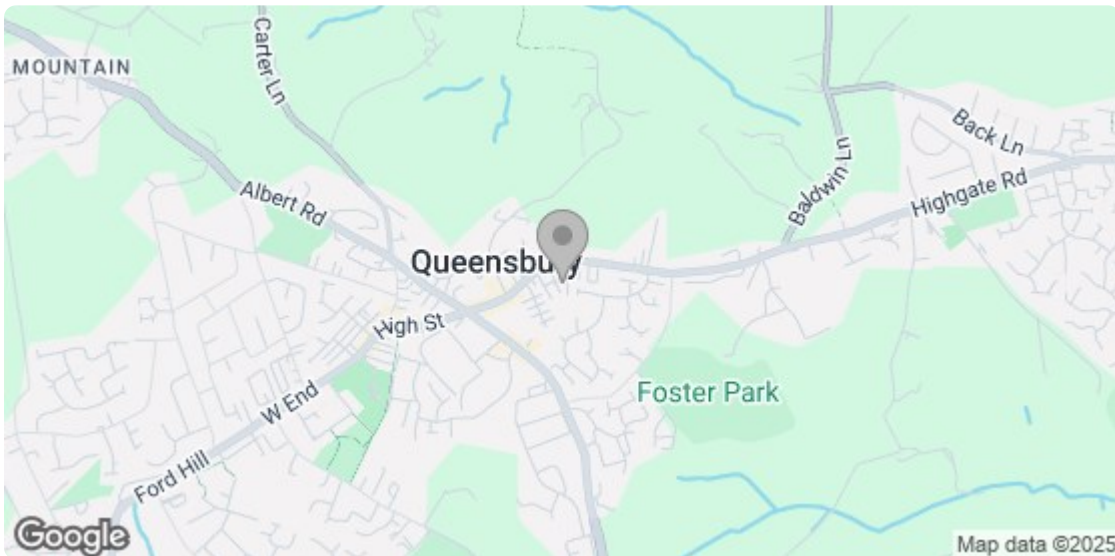 MOUNTAIN
Carter Ln
Back Ln
Baldwin Ln
Highgate Rd
Albert Rd
Queensbury
High St
Foster Park
W End
Ford Hill
Google
Map data ©2025